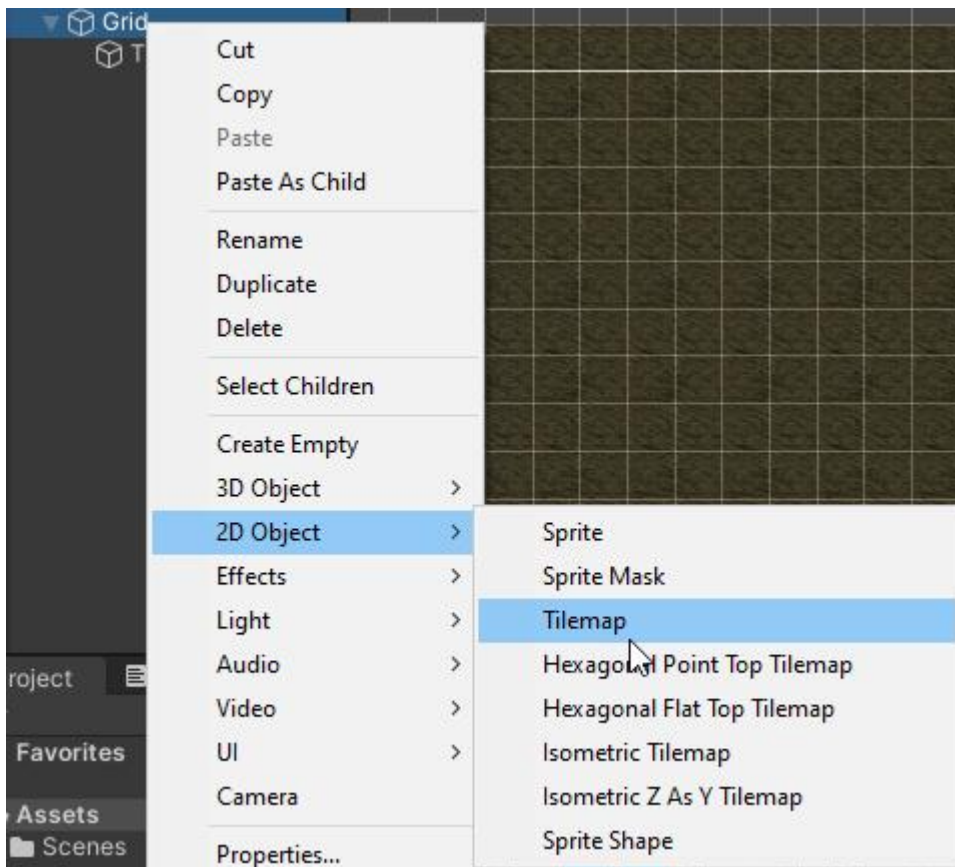 Grid
T
Cut
Copy
Paste
Paste As Child
Rename
Duplicate
Delete
Select Children
Create Empty
3D Object
2D Object
Effects
Light
Audio
Video
UI
Camera
Properties...
Sprite
Sprite Mask
Tilemap
Hexagonal Point Top Tilemap
Hexagonal Flat Top Tilemap
Isometric Tilemap
Isometric Z As Y Tilemap
Sprite Shape
roject
Favorites
Assets
Scenes